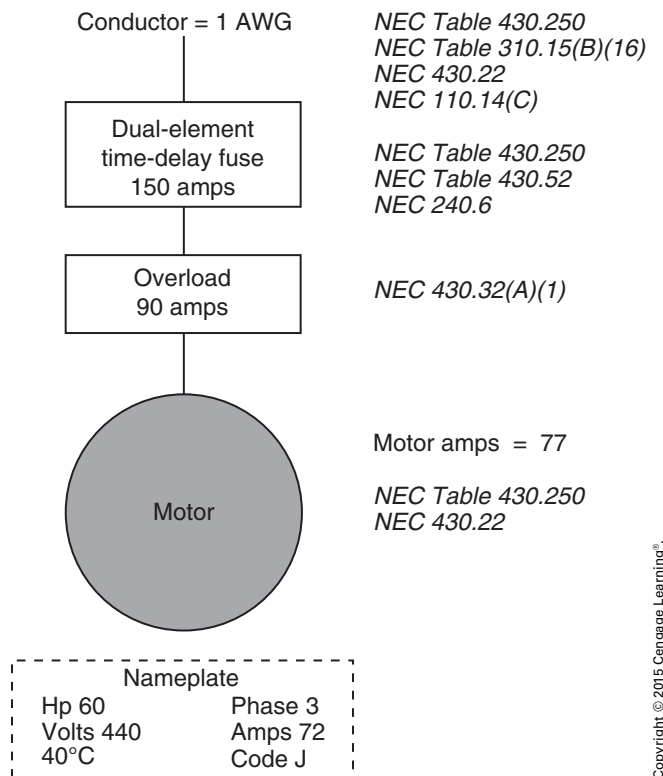 Conductor = 1 AWG
NEC Table 430.250
NEC Table 310.15(B)(16)
NEC 430.22
NEC 110.14(C)
Dual-element
time-delay fuse
150 amps
NEC Table 430.250
NEC Table 430.52
NEC 240.6
Overload
90 amps
NEC 430.32(A)(1)
Motor
Motor amps = 77
NEC Table 430.250
NEC 430.22
Nameplate
Hp 60 Phase 3
Volts 440 Amps 72
40°C Code J
Copyright © 2015 Cengage Learning®.